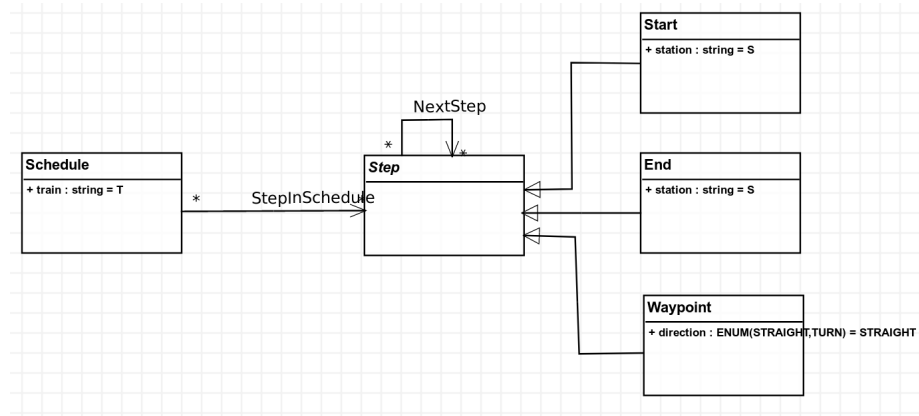 Start
+ station : string = S
NextStep
*
*
Schedule
+ train : string = T
Step
End
+ station : string = S
*
StepInSchedule
*
Waypoint
+ direction : ENUM(STRAIGHT,TURN) = STRAIGHT